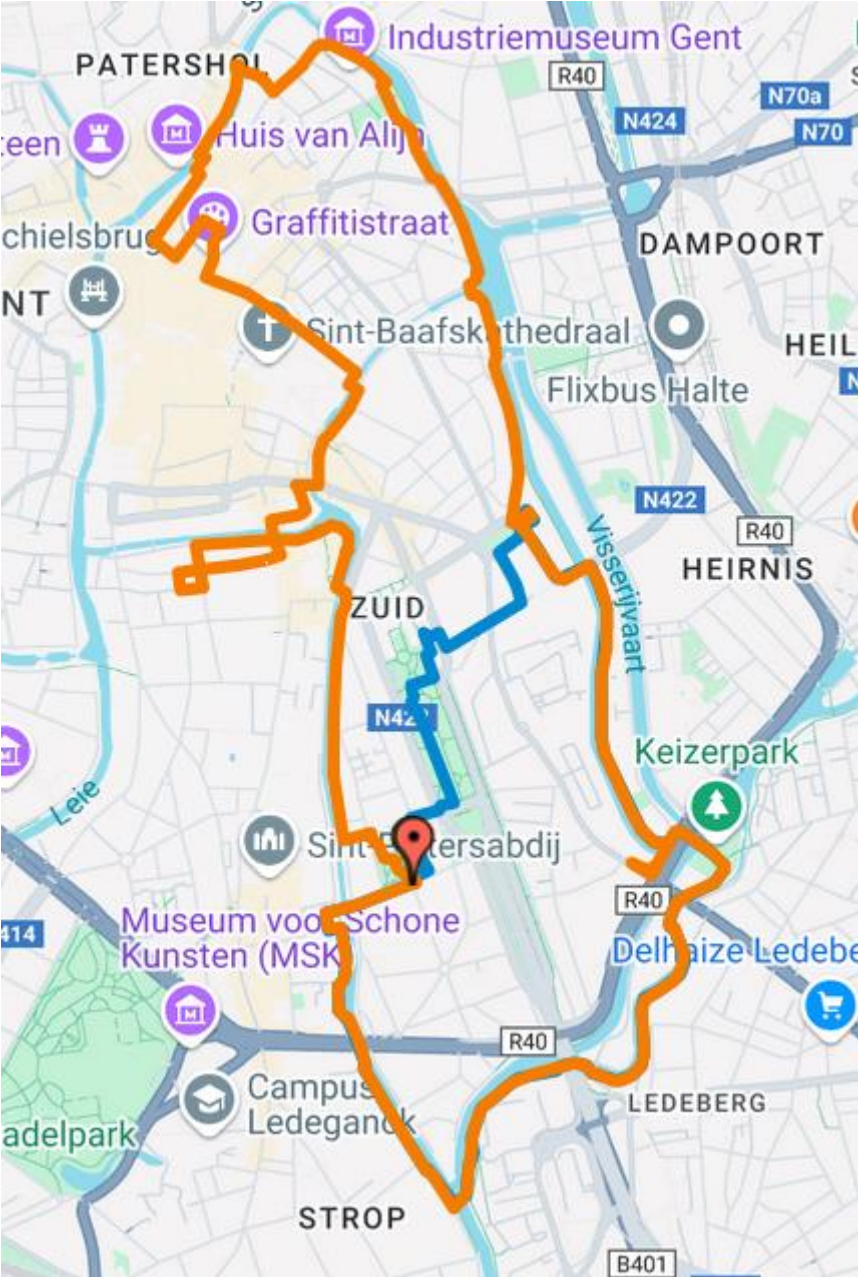 Industriemuseum Gent
PATERSHOL
R40
N70a
N424
N70
teen
Huis van Alijn
Graffitistraat
chielsbrug
DAMPOORT
NT
Sint-Baafskathedraal
HEIL
Flixbus Halte
N422
R40
Visserijvaart
HEIRNIS
ZUID
N422
Keizerpark
Leie
Sint-Pietersabdij
R40
414
Museum voor Schone
Kunsten (MSK)
Delhaize Ledebe
R40
Campus
Ledeganck
LEDEBERG
adelpark
STROP
B401